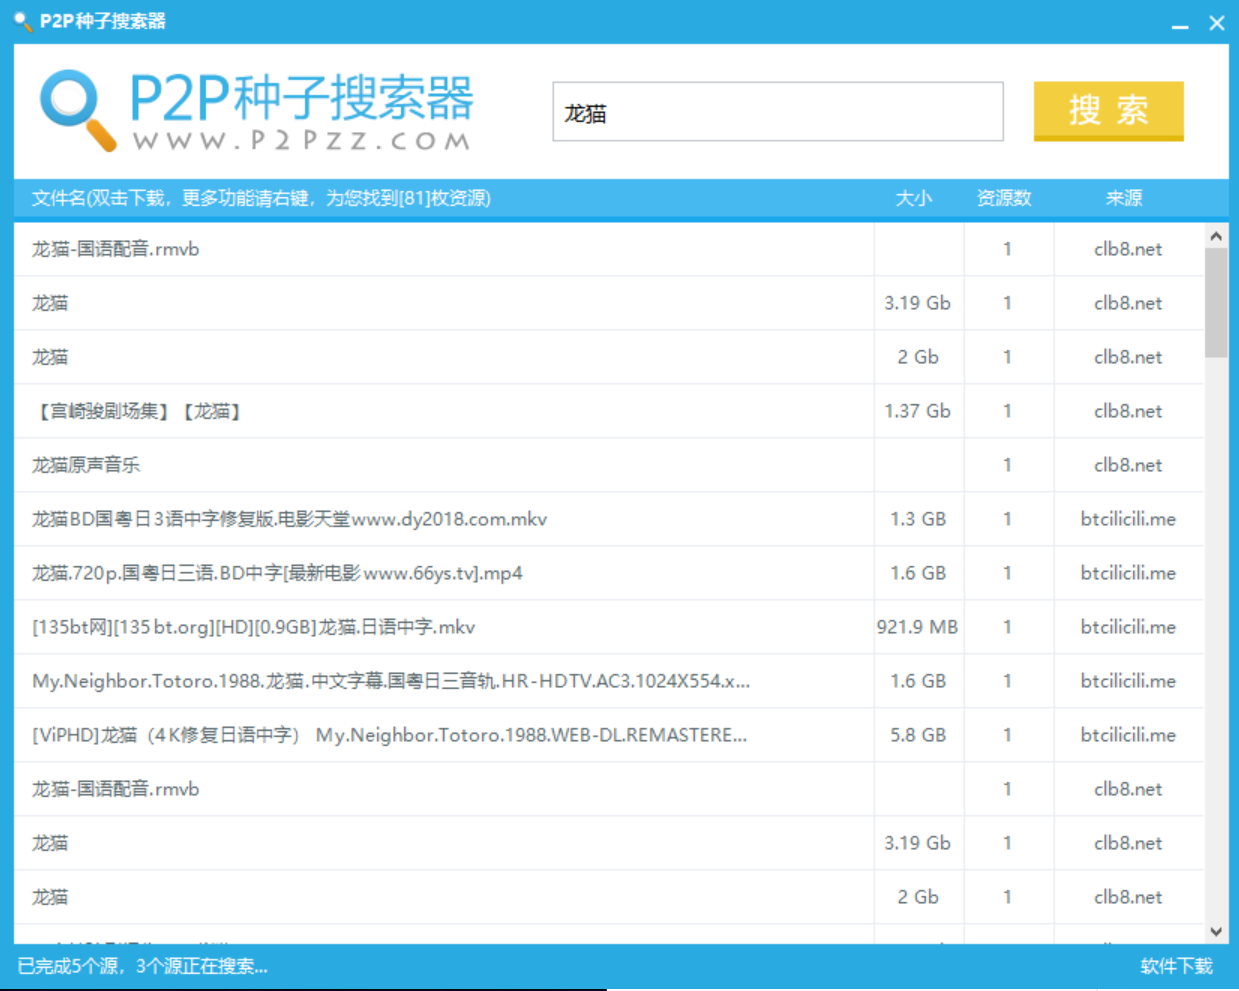 P2P种子搜索器
P2P种子搜索器
WWW.P2PZZ.COM
龙猫
搜 索
文件名(双击下载，更多功能请右键，为您找到[81]枚资源) 大小 资源数 来源
龙猫-国语配音.rmvb 1 clb8.net
龙猫 3.19 Gb 1 clb8.net
龙猫 2 Gb 1 clb8.net
【宫崎骏剧场集】【龙猫】 1.37 Gb 1 clb8.net
龙猫原声音乐 1 clb8.net
龙猫BD国粤日3语中字修复版.电影天堂www.dy2018.com.mkv 1.3 GB 1 btcilicili.me
龙猫.720p.国粤日三语.BD中字[最新电影www.66ys.tv].mp4 1.6 GB 1 btcilicili.me
[135bt网][135bt.org][HD][0.9GB]龙猫.日语中字.mkv 921.9 MB 1 btcilicili.me
My.Neighbor.Totoro.1988.龙猫.中文字幕.国粤日三音轨.HR-HDTV.AC3.1024X554.x... 1.6 GB 1 btcilicili.me
[ViPHD]龙猫（4K修复日语中字） My.Neighbor.Totoro.1988.WEB-DL.REMASTERE... 5.8 GB 1 btcilicili.me
龙猫-国语配音.rmvb 1 clb8.net
龙猫 3.19 Gb 1 clb8.net
龙猫 2 Gb 1 clb8.net
已完成5个源，3个源正在搜索... 软件下载